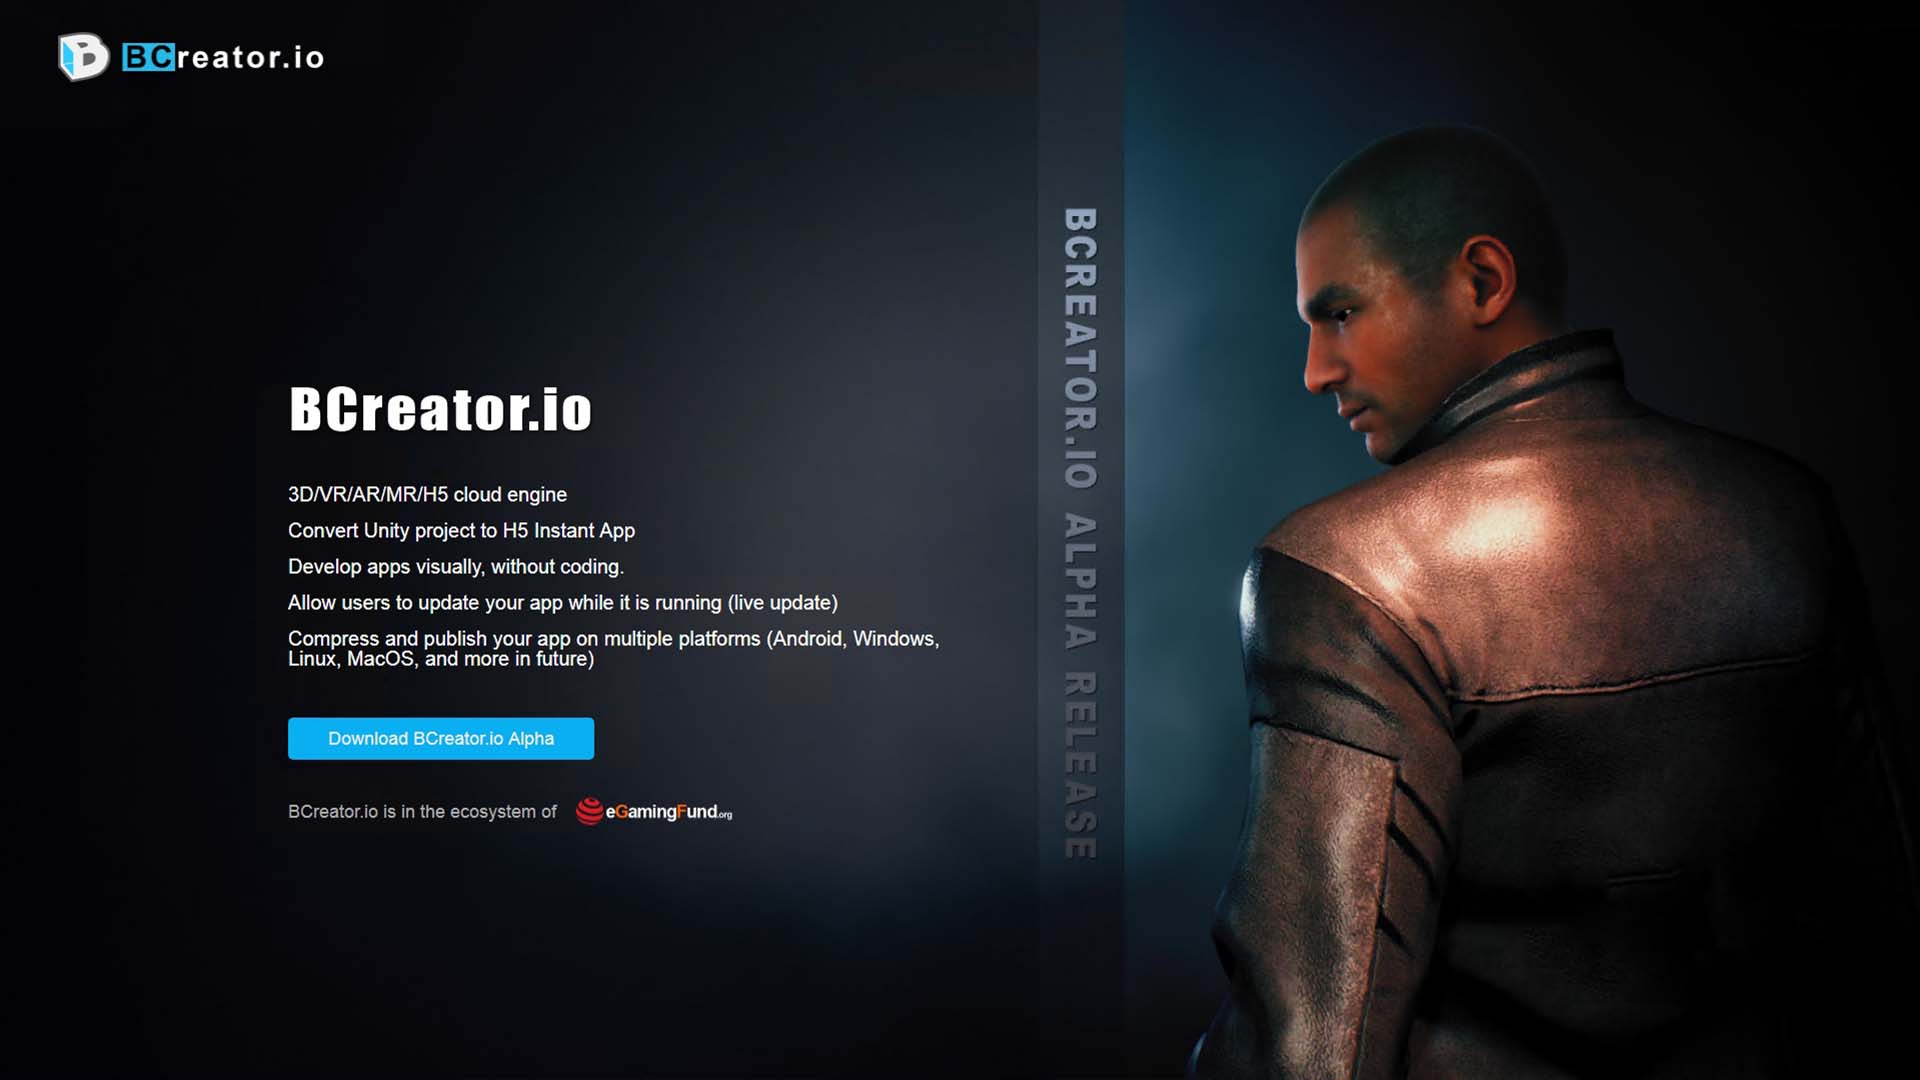 BCreator.io
BCreator.io
3D/VR/AR/MR/H5 cloud engine
Convert Unity project to H5 Instant App
Develop apps visually, without coding.
Allow users to update your app while it is running (live update)
Compress and publish your app on multiple platforms (Android, Windows,
Linux, MacOS, and more in future)
Download BCreator.io Alpha
BCreator.io is in the ecosystem of eGamingFund.org
BCREATOR.IO ALPHA RELEASE